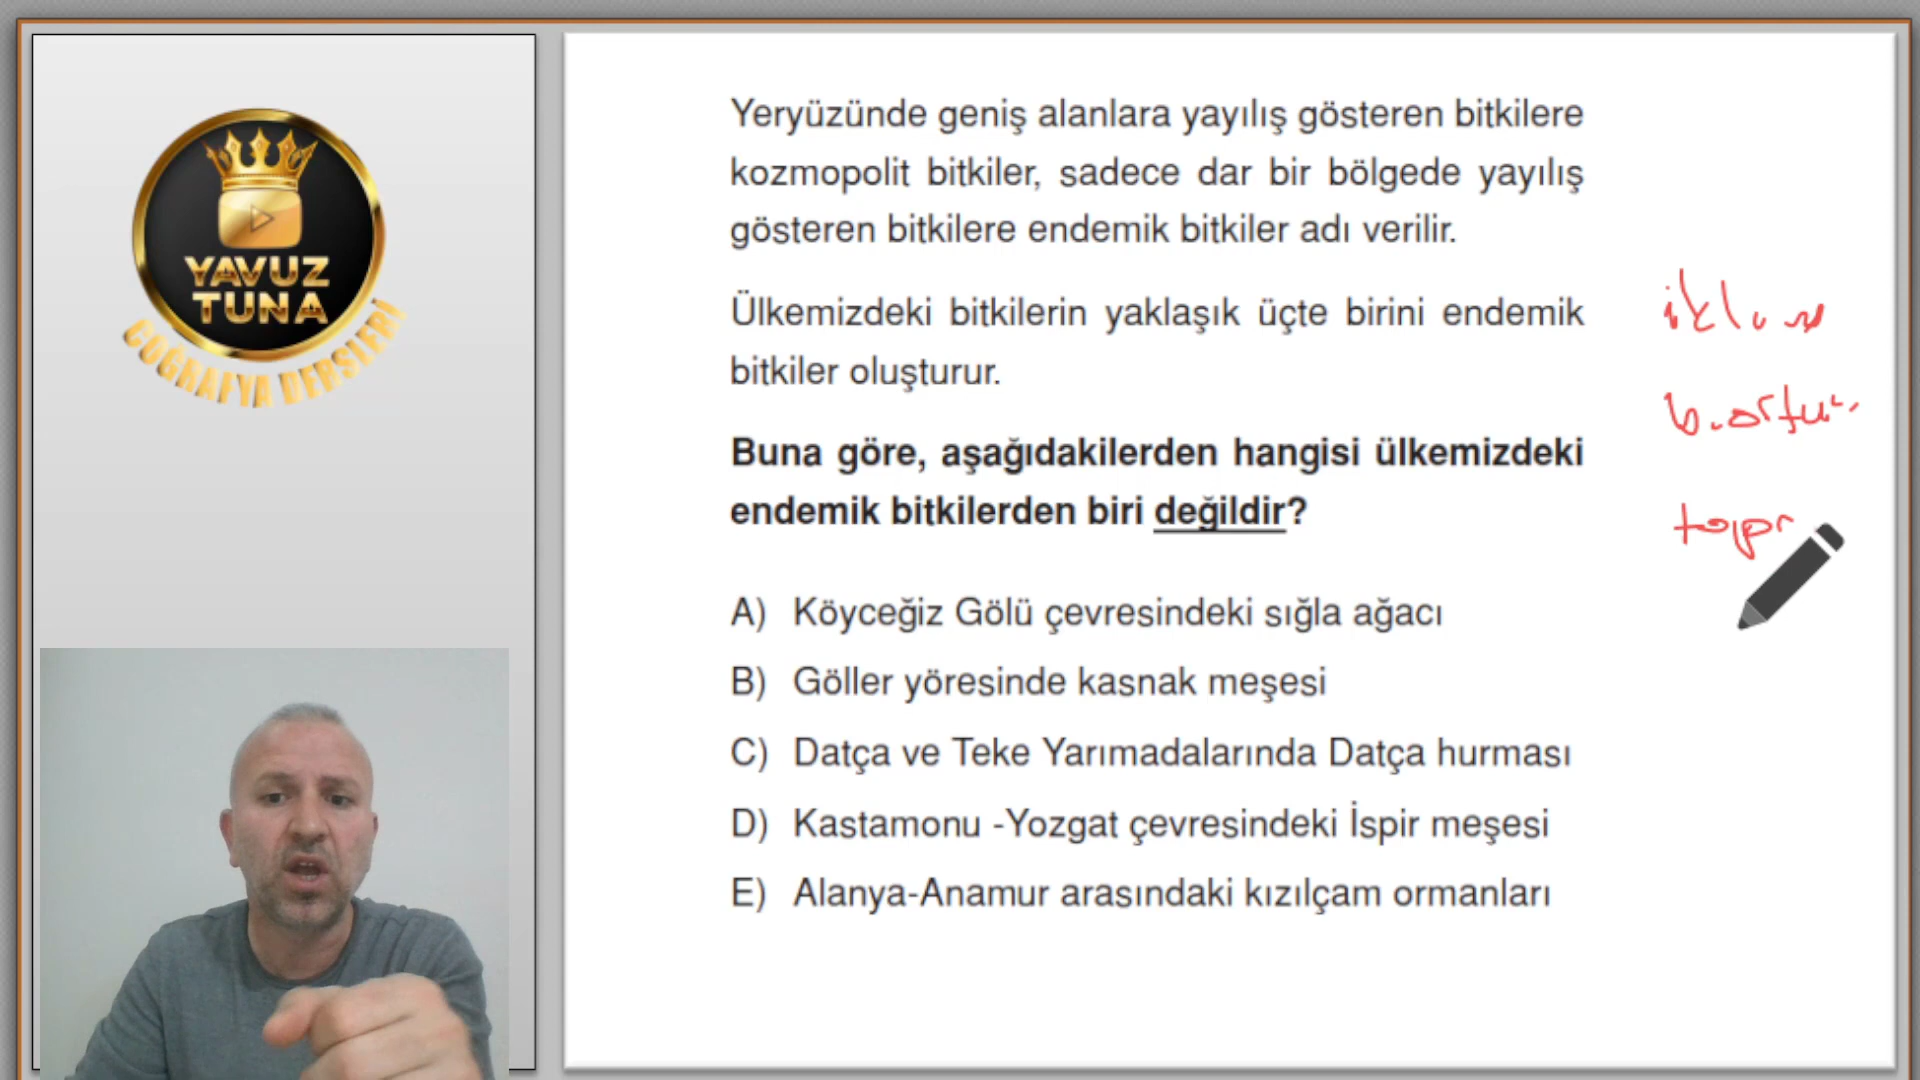 YAVUZ
TUNA
COĞRAFYA DERSLERİ
Yeryüzünde geniş alanlara yayılış gösteren bitkilere
kozmopolit bitkiler, sadece dar bir bölgede yayılış
gösteren bitkilere endemik bitkiler adı verilir.
Ülkemizdeki bitkilerin yaklaşık üçte birini endemik
bitkiler oluşturur.
Buna göre, aşağıdakilerden hangisi ülkemizdeki
endemik bitkilerden biri değildir?
A) Köyceğiz Gölü çevresindeki sığla ağacı
B) Göller yöresinde kasnak meşesi
C) Datça ve Teke Yarımadalarında Datça hurması
D) Kastamonu -Yozgat çevresindeki İspir meşesi
E) Alanya-Anamur arasındaki kızılçam ormanları
iklim
b.örtü
topr